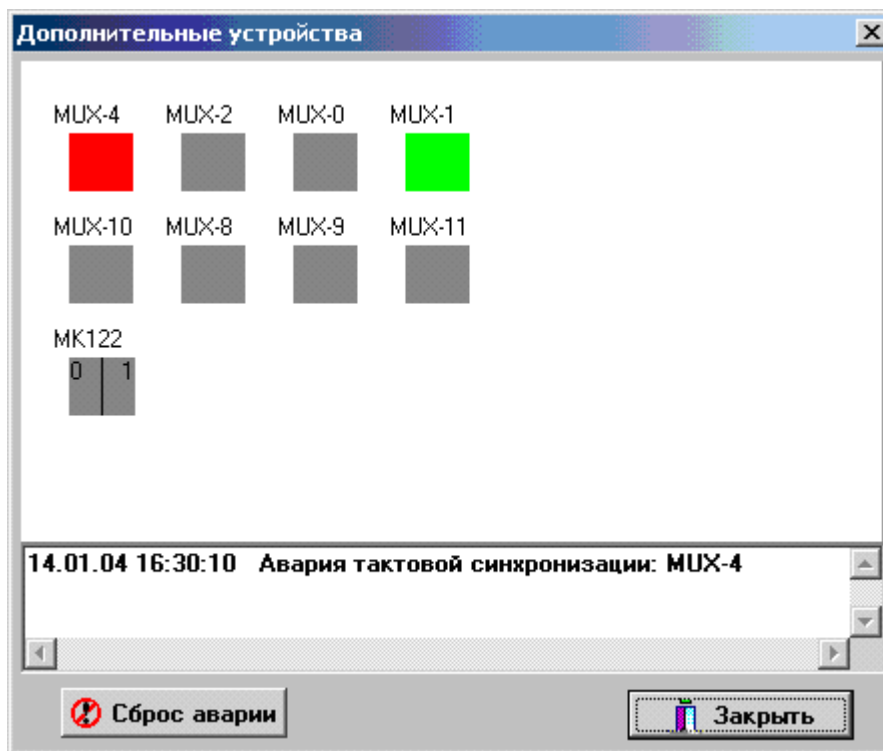 Дополнительные устройства
MUX-4 MUX-2 MUX-0 MUX-1
MUX-10 MUX-8 MUX-9 MUX-11
MK122
0 1
14.01.04 16:30:10 Авария тактовой синхронизации: MUX-4
Сброс аварии Закрыть